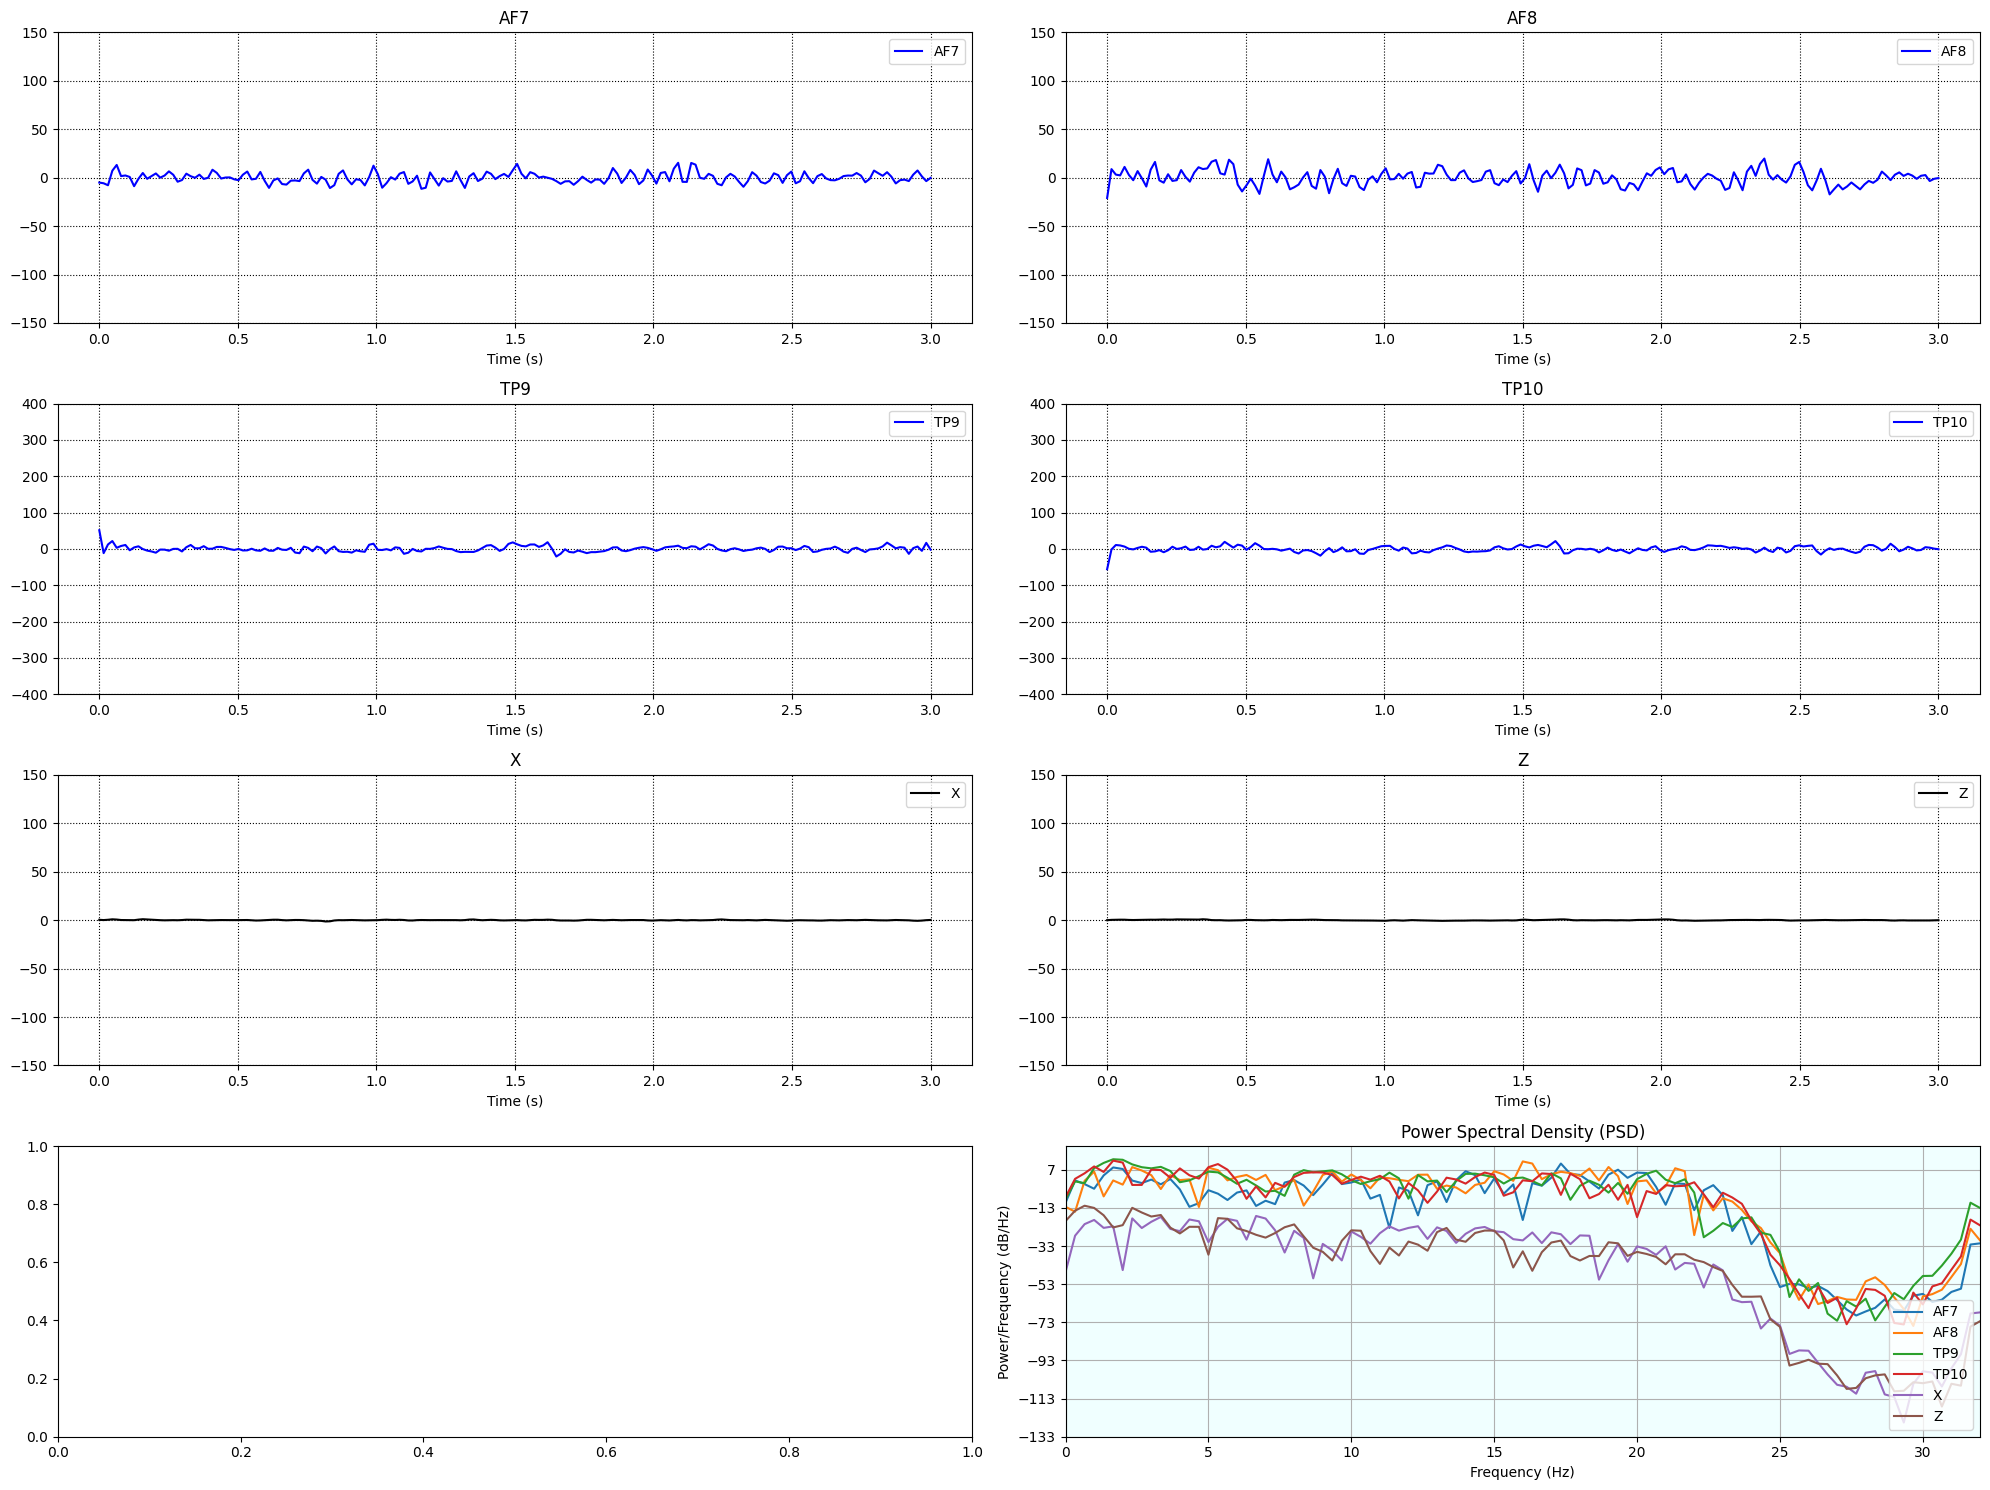 AF7
150
100
50
0
−50
−100
−150
0.0 0.5 1.0 1.5 2.0 2.5 3.0
Time (s)
AF7
AF8
150
100
50
0
−50
−100
−150
0.0 0.5 1.0 1.5 2.0 2.5 3.0
Time (s)
AF8
TP9
400
300
200
100
0
−100
−200
−300
−400
0.0 0.5 1.0 1.5 2.0 2.5 3.0
Time (s)
TP9
TP10
400
300
200
100
0
−100
−200
−300
−400
0.0 0.5 1.0 1.5 2.0 2.5 3.0
Time (s)
TP10
X
150
100
50
0
−50
−100
−150
0.0 0.5 1.0 1.5 2.0 2.5 3.0
Time (s)
X
Z
150
100
50
0
−50
−100
−150
0.0 0.5 1.0 1.5 2.0 2.5 3.0
Time (s)
Z
1.0
0.8
0.6
0.4
0.2
0.0
0.0 0.2 0.4 0.6 0.8 1.0
Power Spectral Density (PSD)
Power/Frequency (dB/Hz)
7
−13
−33
−53
−73
−93
−113
−133
0 5 10 15 20 25 30
Frequency (Hz)
AF7
AF8
TP9
TP10
X
Z